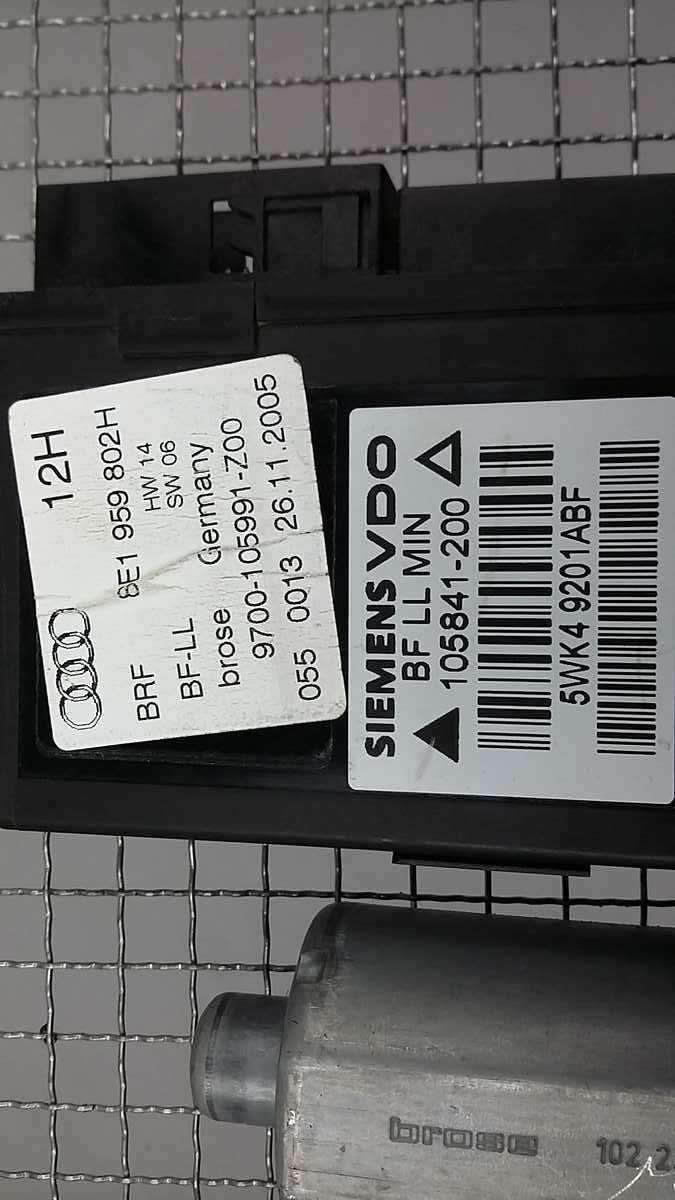 12H
BRF 8E1 959 802H
HW 14
BF-LL SW 06
brose Germany
9700-105991-Z00
055 0013 26.11.2005
SIEMENS VDO
BF LL MIN
105841-200
5WK4 9201ABF
brose 102